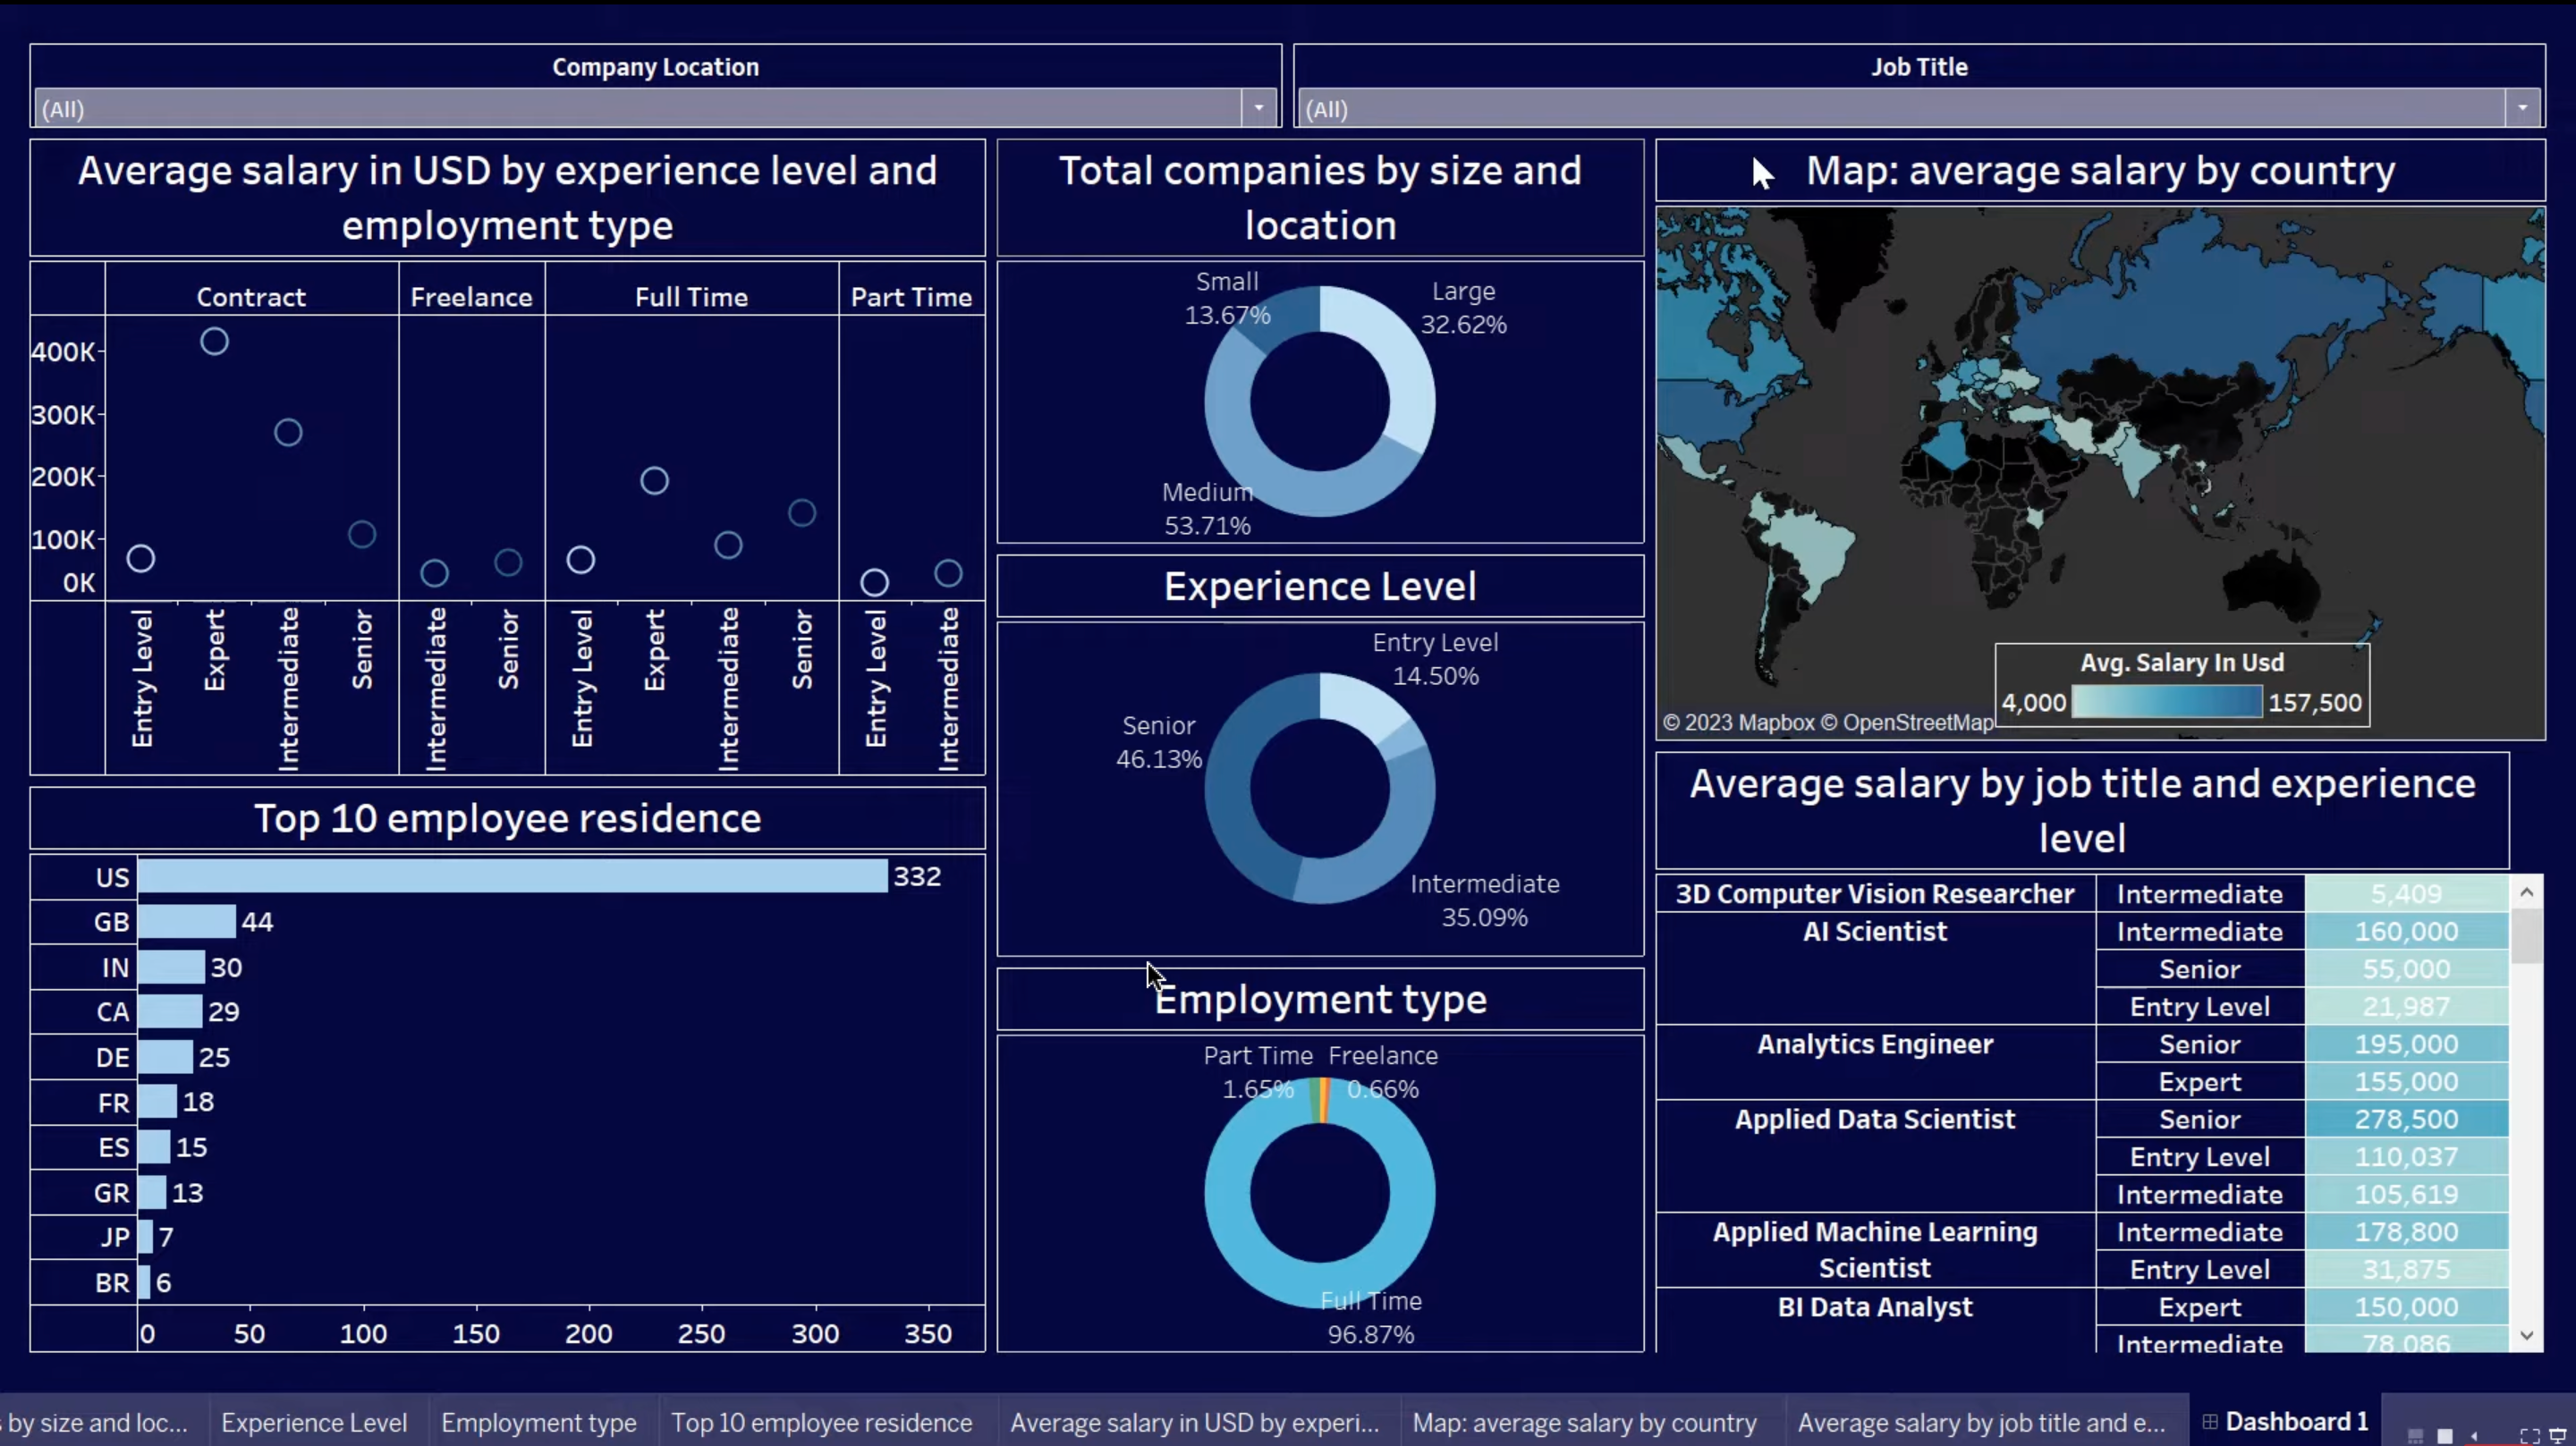 Company Location
(All)
Job Title
(All)
Average salary in USD by experience level and
employment type
Contract
Freelance
Full Time
Part Time
400K
300K
200K
100K
0K
Entry Level
Expert
Intermediate
Senior
Intermediate
Senior
Entry Level
Expert
Intermediate
Senior
Entry Level
Intermediate
Top 10 employee residence
US 332
GB 44
IN 30
CA 29
DE 25
FR 18
ES 15
GR 13
JP 7
BR 6
0 50 100 150 200 250 300 350
Total companies by size and
location
Small
13.67%
Large
32.62%
Medium
53.71%
Experience Level
Entry Level
14.50%
Senior
46.13%
Intermediate
35.09%
Employment type
Part Time
1.65%
Freelance
0.66%
Full Time
96.87%
Map: average salary by country
Avg. Salary In Usd
4,000 157,500
© 2023 Mapbox © OpenStreetMap
Average salary by job title and experience
level
3D Computer Vision Researcher Intermediate 5,409
AI Scientist Intermediate 160,000
Senior 55,000
Entry Level 21,987
Analytics Engineer Senior 195,000
Expert 155,000
Applied Data Scientist Senior 278,500
Entry Level 110,037
Intermediate 105,619
Applied Machine Learning Intermediate 178,800
Scientist Entry Level 31,875
BI Data Analyst Expert 150,000
Intermediate 78,086
s by size and loc...
Experience Level
Employment type
Top 10 employee residence
Average salary in USD by experi...
Map: average salary by country
Average salary by job title and e...
Dashboard 1